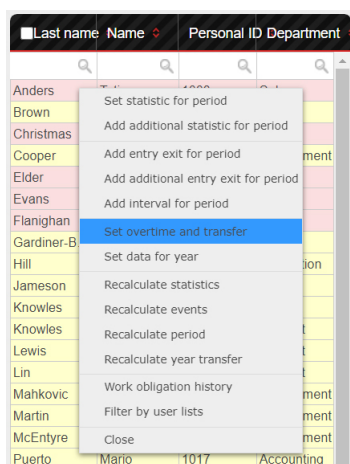 Last name Name Personal ID Department
Anders
Brown
Christmas
Cooper ment
Elder
Evans
Flanighan
Gardiner-B
Hill ion
Jameson
Knowles
Knowles t
Lewis t
Lin t
Mahkovic ment
Martin ment
McEntyre ment
Puerto Mario 1017 Accounting
Set statistic for period
Add additional statistic for period
Add entry exit for period
Add additional entry exit for period
Add interval for period
Set overtime and transfer
Set data for year
Recalculate statistics
Recalculate events
Recalculate period
Recalculate year transfer
Work obligation history
Filter by user lists
Close